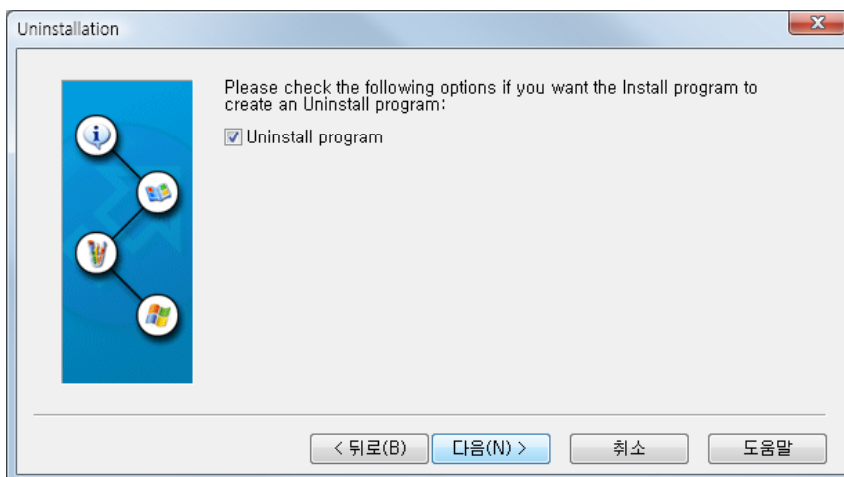 Uninstallation
Please check the following options if you want the Install program to
create an Uninstall program:
Uninstall program
< 뒤로(B) 다음(N) > 취소 도움말